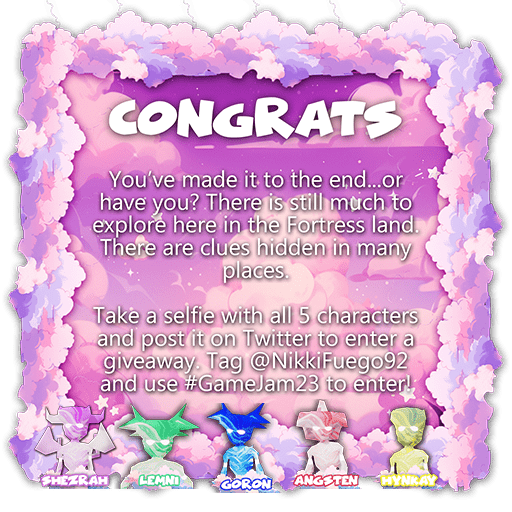 CONGRATS
You've made it to the end...or
have you? There is still much to
explore here in the Fortress land.
There are clues hidden in many
places.
Take a selfie with all 5 characters
and post it on Twitter to enter a
giveaway. Tag @NikkiFuego92
and use #GameJam23 to enter!
SHEZRAH LEMNI GORON ANGSTEN HYNKAY